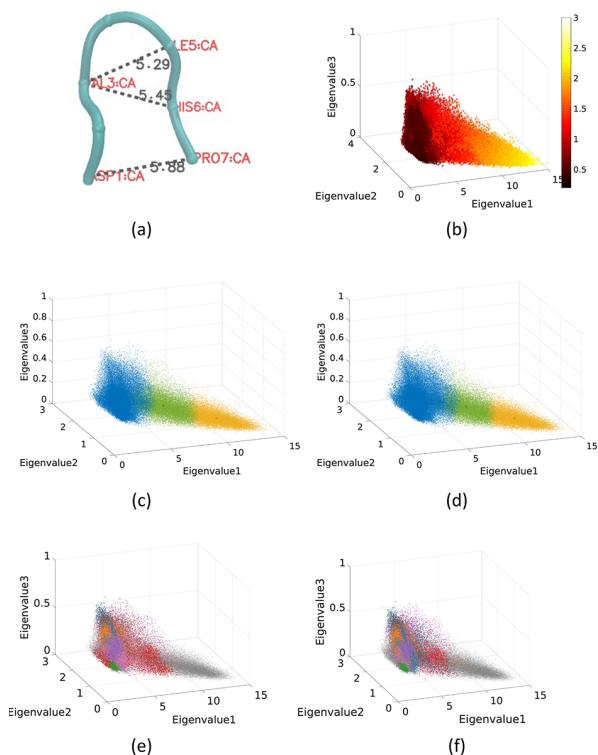 LE5:CA
5.29
AL3:CA
5.45
HIS6:CA
PRO7:CA
5.88
ASP1:CA
(a)
1
0.5
0
4
2
0
0
5
10
15
Eigenvalue3
Eigenvalue2
Eigenvalue1
3
2.5
2
1.5
1
0.5
(b)
1
0.8
0.6
0.4
0.2
0
3
2
1
0
0
5
10
15
Eigenvalue3
Eigenvalue2
Eigenvalue1
(c)
1
0.8
0.6
0.4
0.2
0
3
2
1
0
0
5
10
15
Eigenvalue3
Eigenvalue2
Eigenvalue1
(d)
1
0.5
0
3
2
1
0
0
5
10
15
Eigenvalue3
Eigenvalue2
Eigenvalue1
(e)
1
0.5
0
3
2
1
0
0
5
10
15
Eigenvalue3
Eigenvalue2
Eigenvalue1
(f)